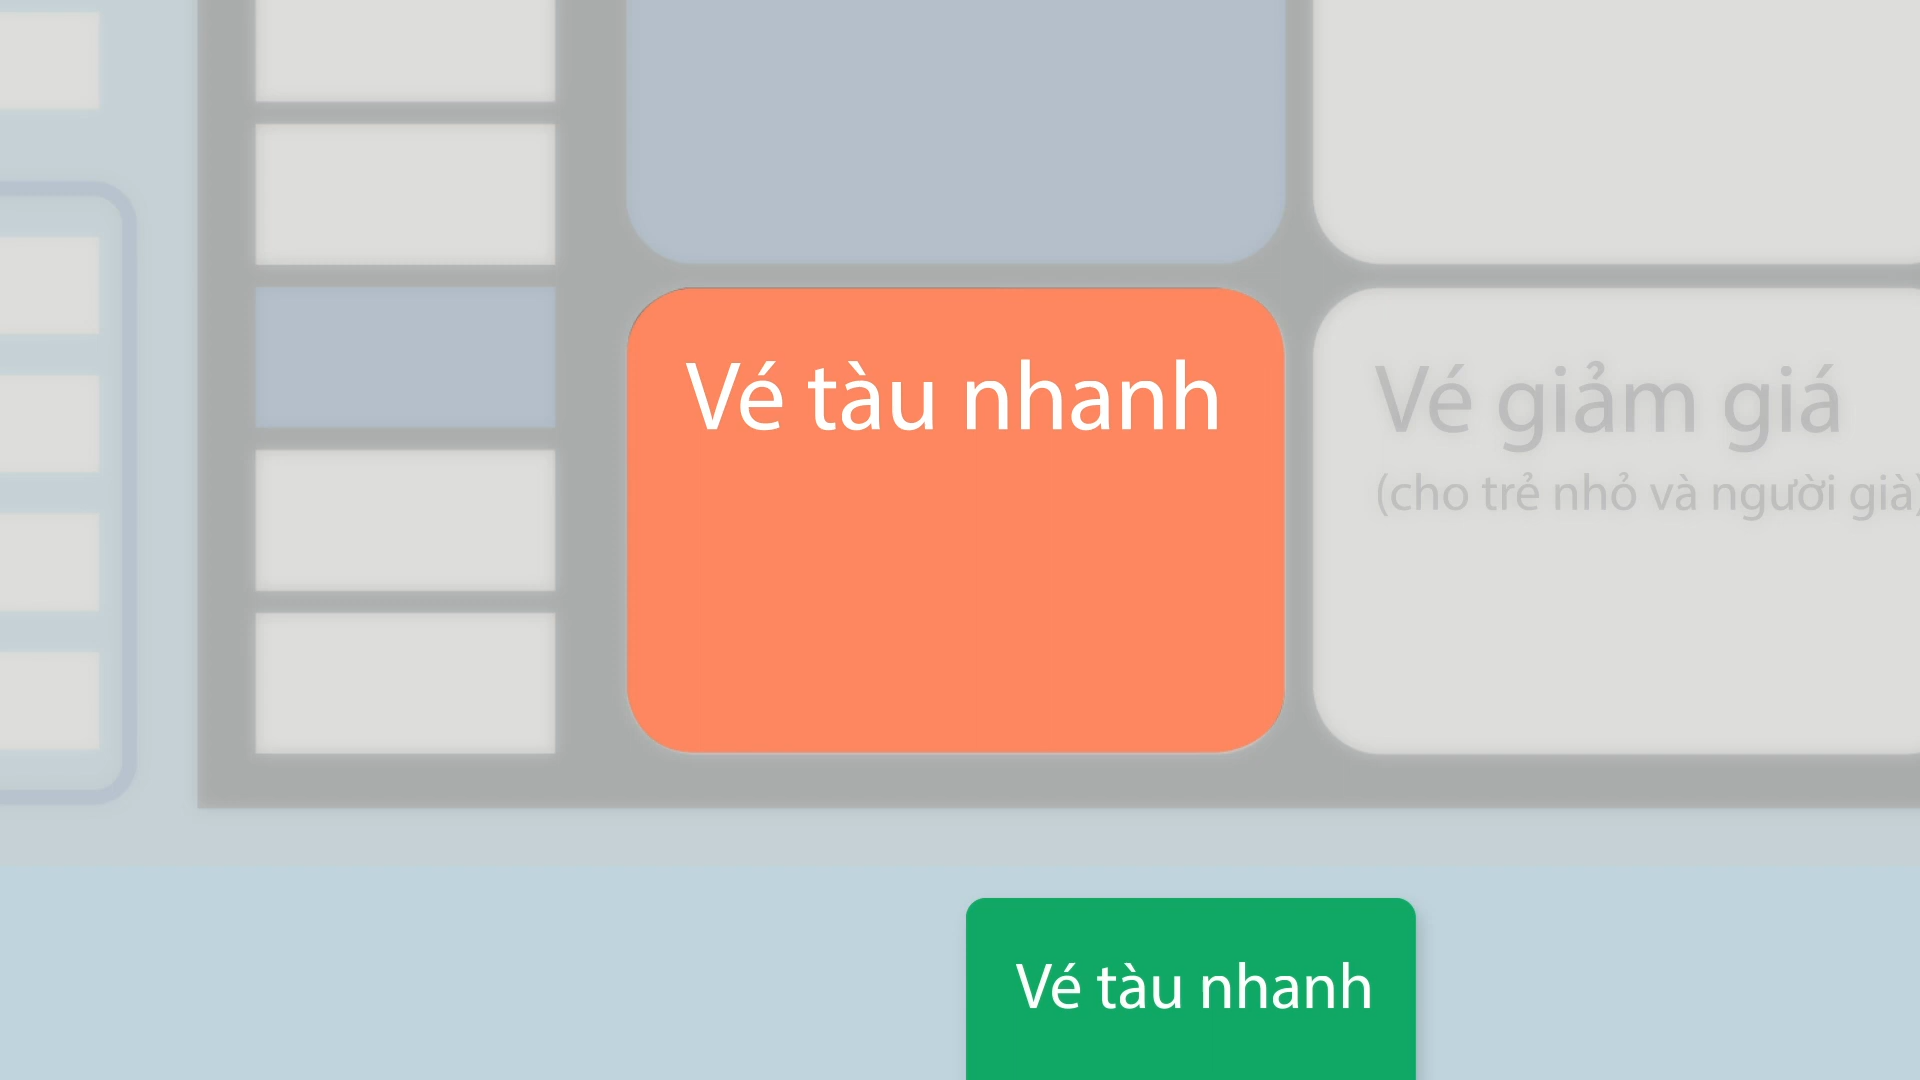 Vé tàu nhanh
Vé giảm giá
(cho trẻ nhỏ và người già)
Vé tàu nhanh